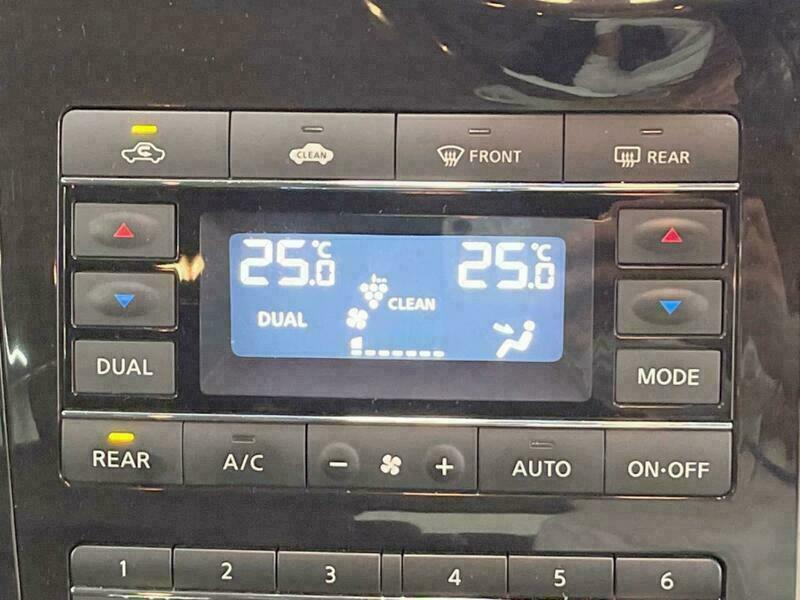 CLEAN FRONT REAR
25.0°C 25.0°C
CLEAN
DUAL
DUAL MODE
REAR A/C - + AUTO ON·OFF
1 2 3 4 5 6